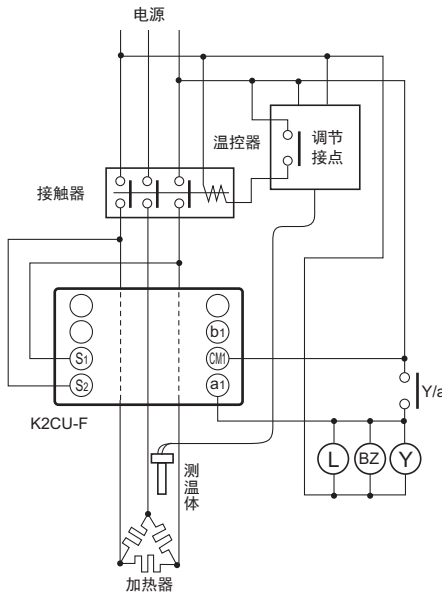 电源
温控器
调节
接点
接触器
b1
S1
CM1
S2
a1
Y/a
K2CU-F
L
BZ
Y
测
温
体
加热器